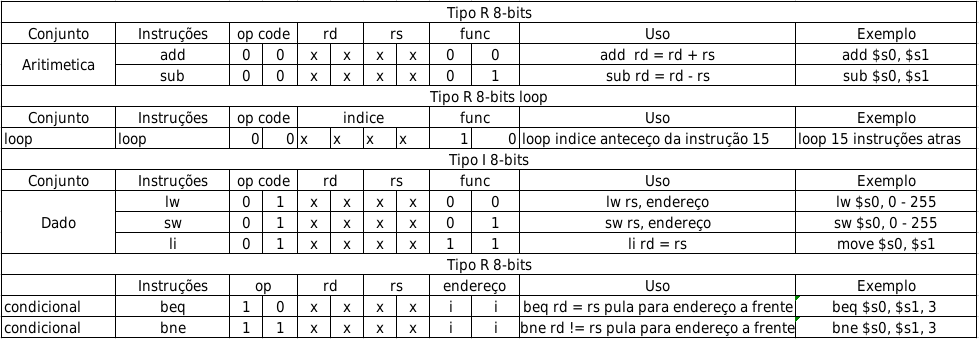 Tipo R 8-bits
Conjunto Instruções op code rd rs func Uso Exemplo
Aritimetica add 0 0 x x x x 0 0 add rd = rd + rs add $s0, $s1
sub 0 0 x x x x 0 1 sub rd = rd - rs sub $s0, $s1
Tipo R 8-bits loop
Conjunto Instruções op code indice func Uso Exemplo
loop loop 0 0 x x x x 1 0 loop indice anteceço da instrução 15 loop 15 instruções atras
Tipo I 8-bits
Conjunto Instruções op code rd rs func Uso Exemplo
Dado lw 0 1 x x x x 0 0 lw rs, endereço lw $s0, 0 - 255
sw 0 1 x x x x 0 1 sw rs, endereço sw $s0, 0 - 255
li 0 1 x x x x 1 1 li rd = rs move $s0, $s1
Tipo R 8-bits
Instruções op rd rs endereço Uso Exemplo
condicional beq 1 0 x x x x i i beq rd = rs pula para endereço a frente beq $s0, $s1, 3
condicional bne 1 1 x x x x i i bne rd != rs pula para endereço a frente bne $s0, $s1, 3